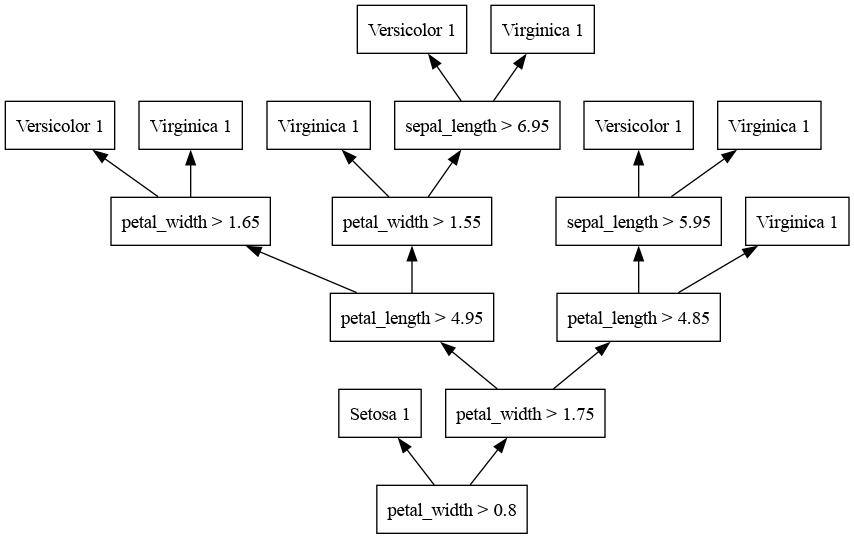 Versicolor 1
Virginica 1
Versicolor 1
Virginica 1
Virginica 1
sepal_length > 6.95
Versicolor 1
Virginica 1
petal_width > 1.65
petal_width > 1.55
sepal_length > 5.95
Virginica 1
petal_length > 4.95
petal_length > 4.85
Setosa 1
petal_width > 1.75
petal_width > 0.8